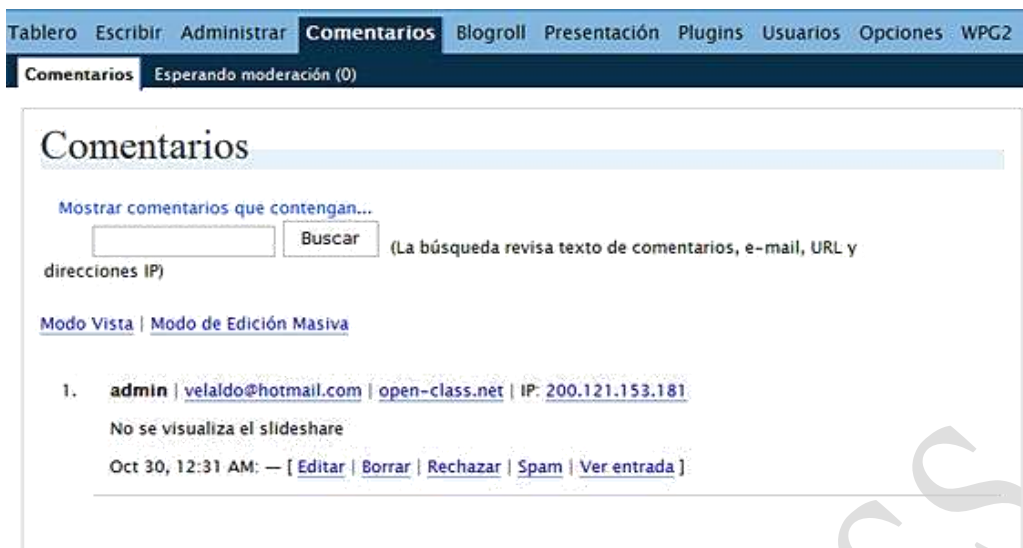 Tablero Escribir Administrar Comentarios Blogroll Presentación Plugins Usuarios Opciones WPG2
Comentarios Esperando moderación (0)
Comentarios
Mostrar comentarios que contengan...
Buscar (La búsqueda revisa texto de comentarios, e-mail, URL y
direcciones IP)
Modo Vista | Modo de Edición Masiva
1. admin | velaldo@hotmail.com | open-class.net | IP: 200.121.153.181
No se visualiza el slideshare
Oct 30, 12:31 AM: — [ Editar | Borrar | Rechazar | Spam | Ver entrada ]